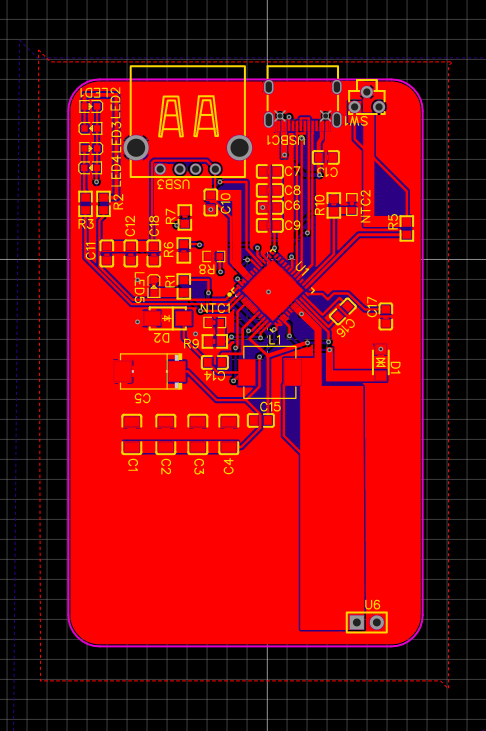 LED1
LED2
LED3
LED4
USB3
USBC1
SW1
C13
C7
C8
C6
C9
R10
NTC2
R5
R3
R2
C11
C12
C18
R7
C10
R6
R8
U1
LED5
R1
NTC1
C16
C17
D2
R9
L1
C14
D1
C5
C15
C1
C2
C3
C4
U6